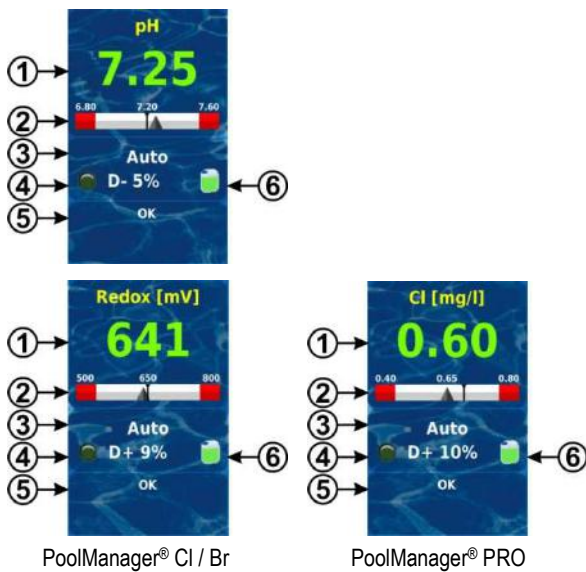 pH
① 7.25
6.80 7.20 7.60
②
③ Auto
④ D- 5% ⑥
⑤ OK
Redox [mV]
① 641
500 650 800
②
③ Auto
④ D+ 9% ⑥
⑤ OK
PoolManager® Cl / Br
Cl [mg/l]
① 0.60
0.40 0.65 0.80
②
③ Auto
④ D+ 10% ⑥
⑤ OK
PoolManager® PRO